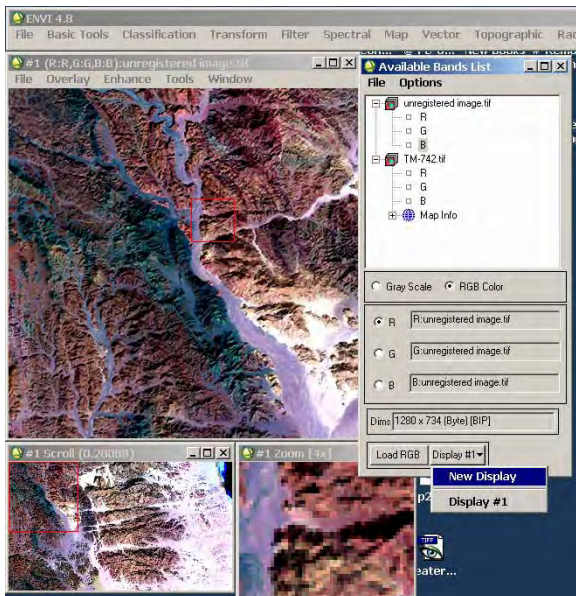 ENVI 4.8
File Basic Tools Classification Transform Filter Spectral Map Vector Topographic
#1 (R:R,G:G,B:B):unregistered image.tif
File Overlay Enhance Tools Window
Available Bands List
File Options
unregistered image.tif
R
G
B
TM-742.tif
R
G
B
Map Info
Gray Scale RGB Color
R R:unregistered image.tif
G G:unregistered image.tif
B B:unregistered image.tif
Dims 1280 x 734 (Byte) [BIP]
Load RGB Display #1
New Display
Display #1
#1 Scroll (0.20000)
#1 Zoom [4x]
TIFF
eater...